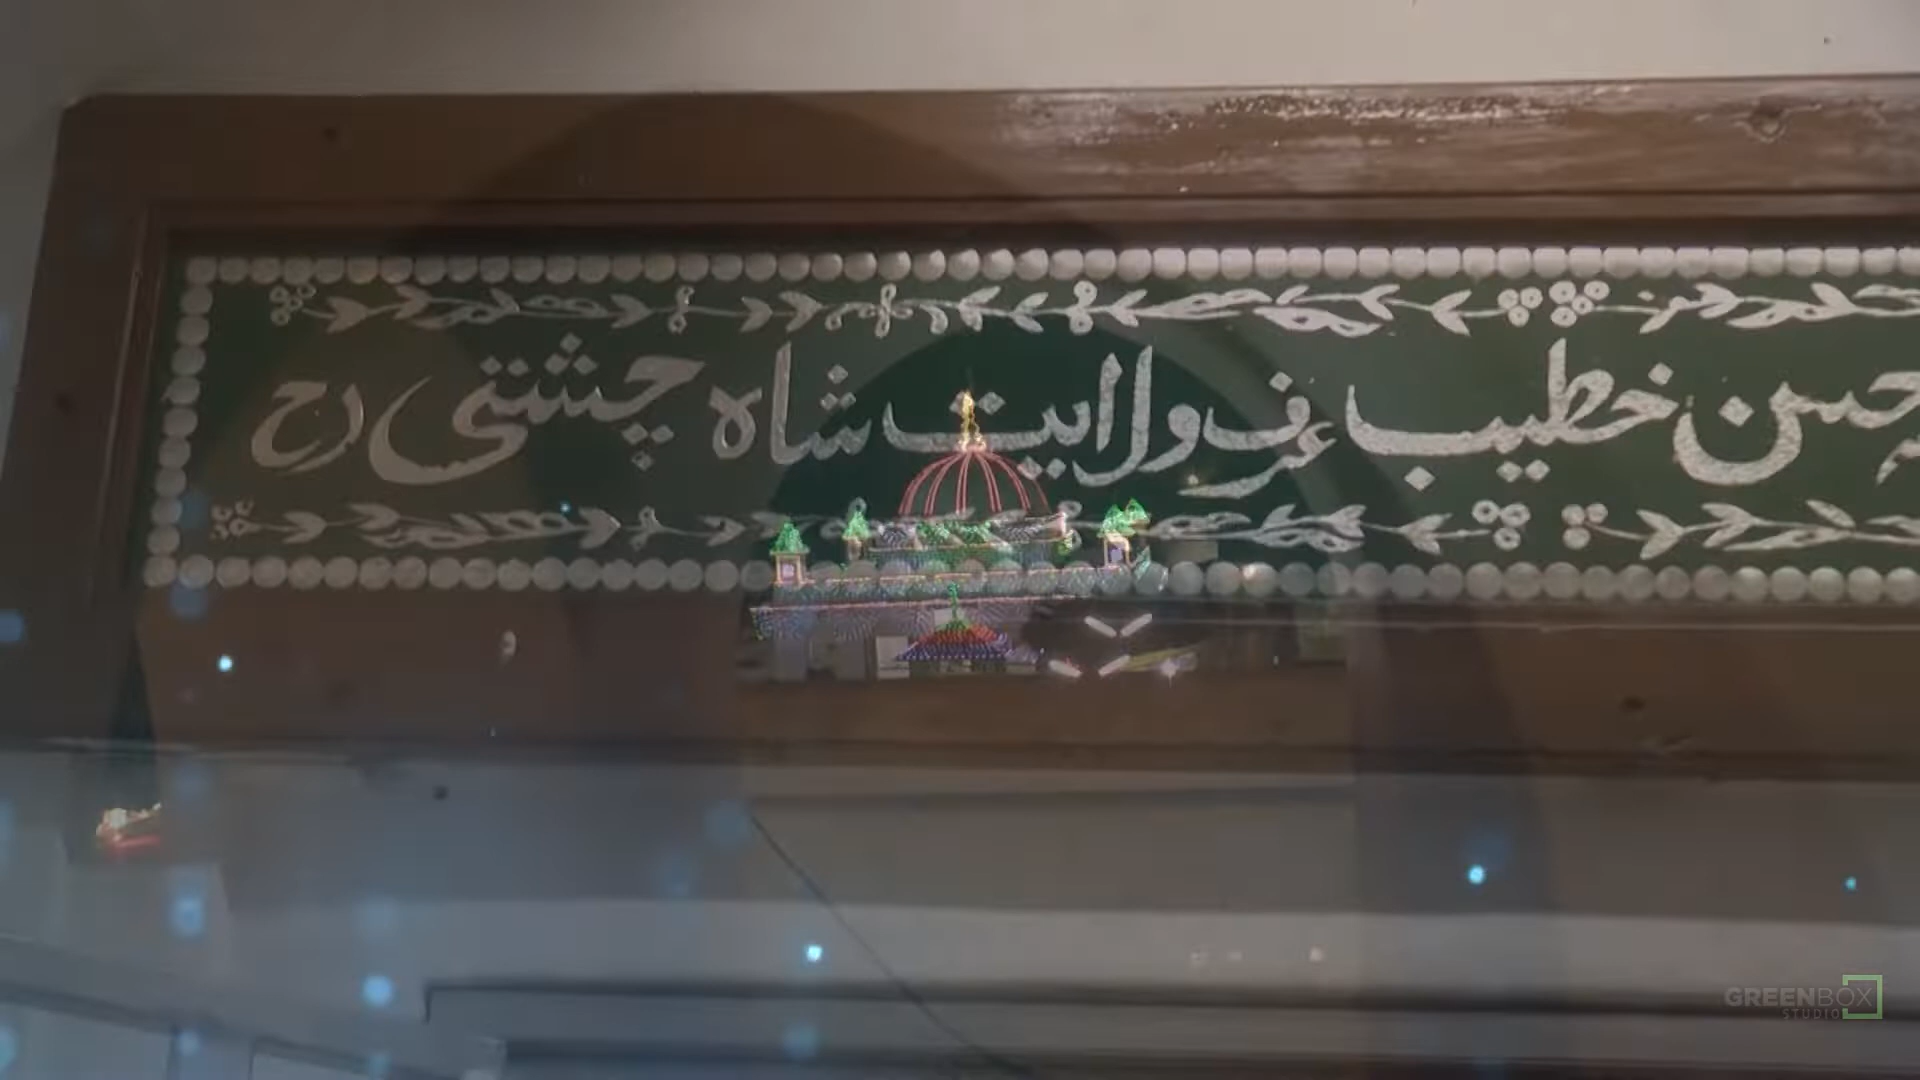 حسن خطیب عرف ولایت شاہ چشتی رح
GREENBOX
STUDIO